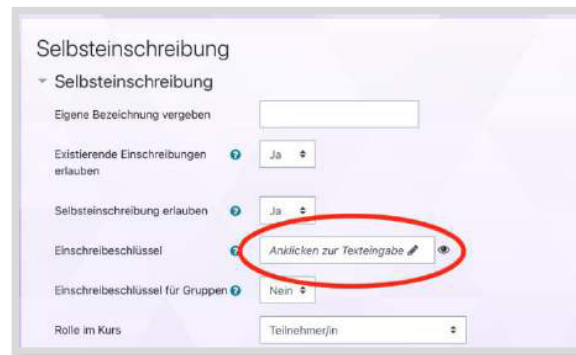 Selbsteinschreibung
Selbsteinschreibung
Eigene Bezeichnung vergeben
Existierende Einschreibungen Ja
erlauben
Selbsteinschreibung erlauben Ja
Einschreibeschlüssel Anklicken zur Texteingabe
Einschreibeschlüssel für Gruppen Nein
Rolle im Kurs Teilnehmer/in